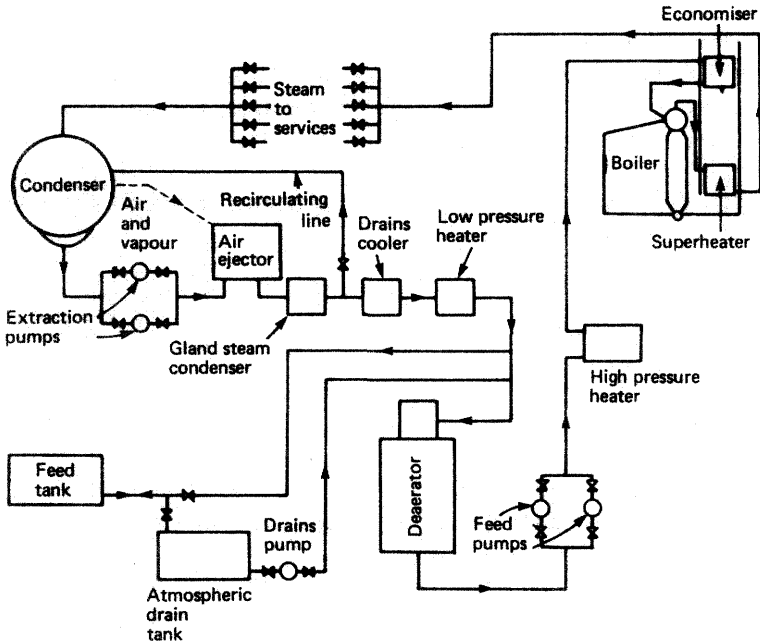 Economiser
Steam
to
services
Boiler
Condenser
Recirculating
line
Air
and
vapour
Drains
cooler
Low pressure
heater
Superheater
Air
ejector
Extraction
pumps
Gland steam
condenser
High pressure
heater
Feed
tank
Deaerator
Drains
pump
Feed
pumps
Atmospheric
drain
tank